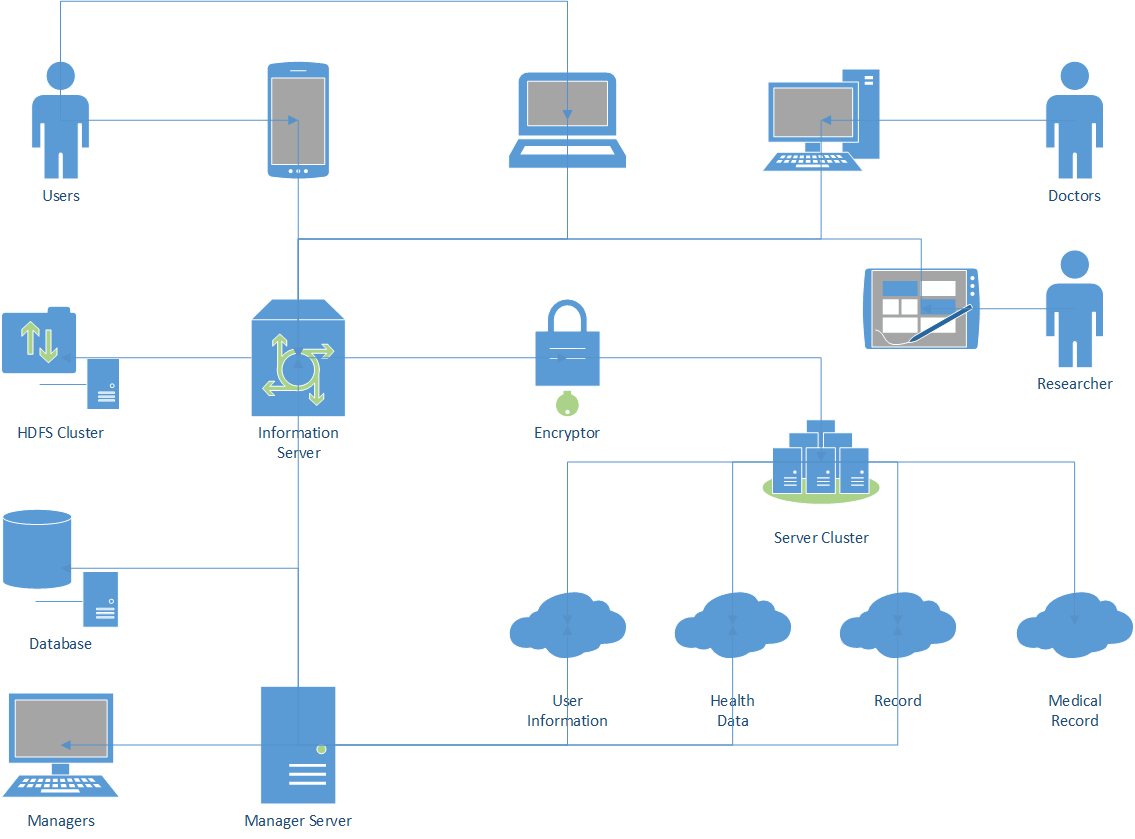 Users
Doctors
Researcher
HDFS Cluster
Information
Server
Encryptor
Server Cluster
Database
User
Information
Health
Data
Record
Medical
Record
Managers
Manager Server